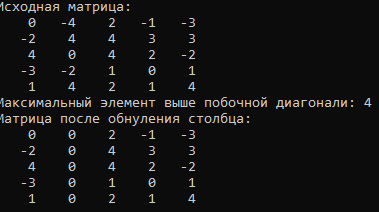 Исходная матрица:
0 -4 2 -1 -3
-2 4 4 3 3
4 0 4 2 -2
-3 -2 1 0 1
1 4 2 1 4
Максимальный элемент выше побочной диагонали: 4
Матрица после обнуления столбца:
0 0 2 -1 -3
-2 0 4 3 3
4 0 4 2 -2
-3 0 1 0 1
1 0 2 1 4